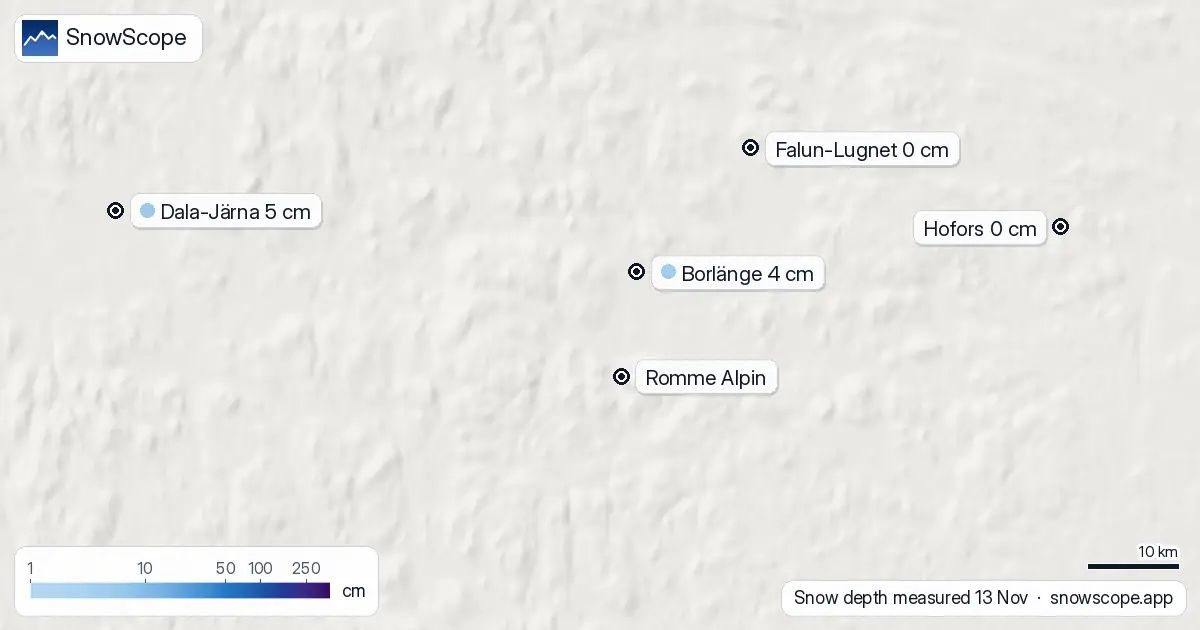 SnowScope
Falun-Lugnet 0 cm
Dala-Järna 5 cm
Hofors 0 cm
Borlänge 4 cm
Romme Alpin
10 km
1 10 50 100 250
cm
Snow depth measured 13 Nov · snowscope.app